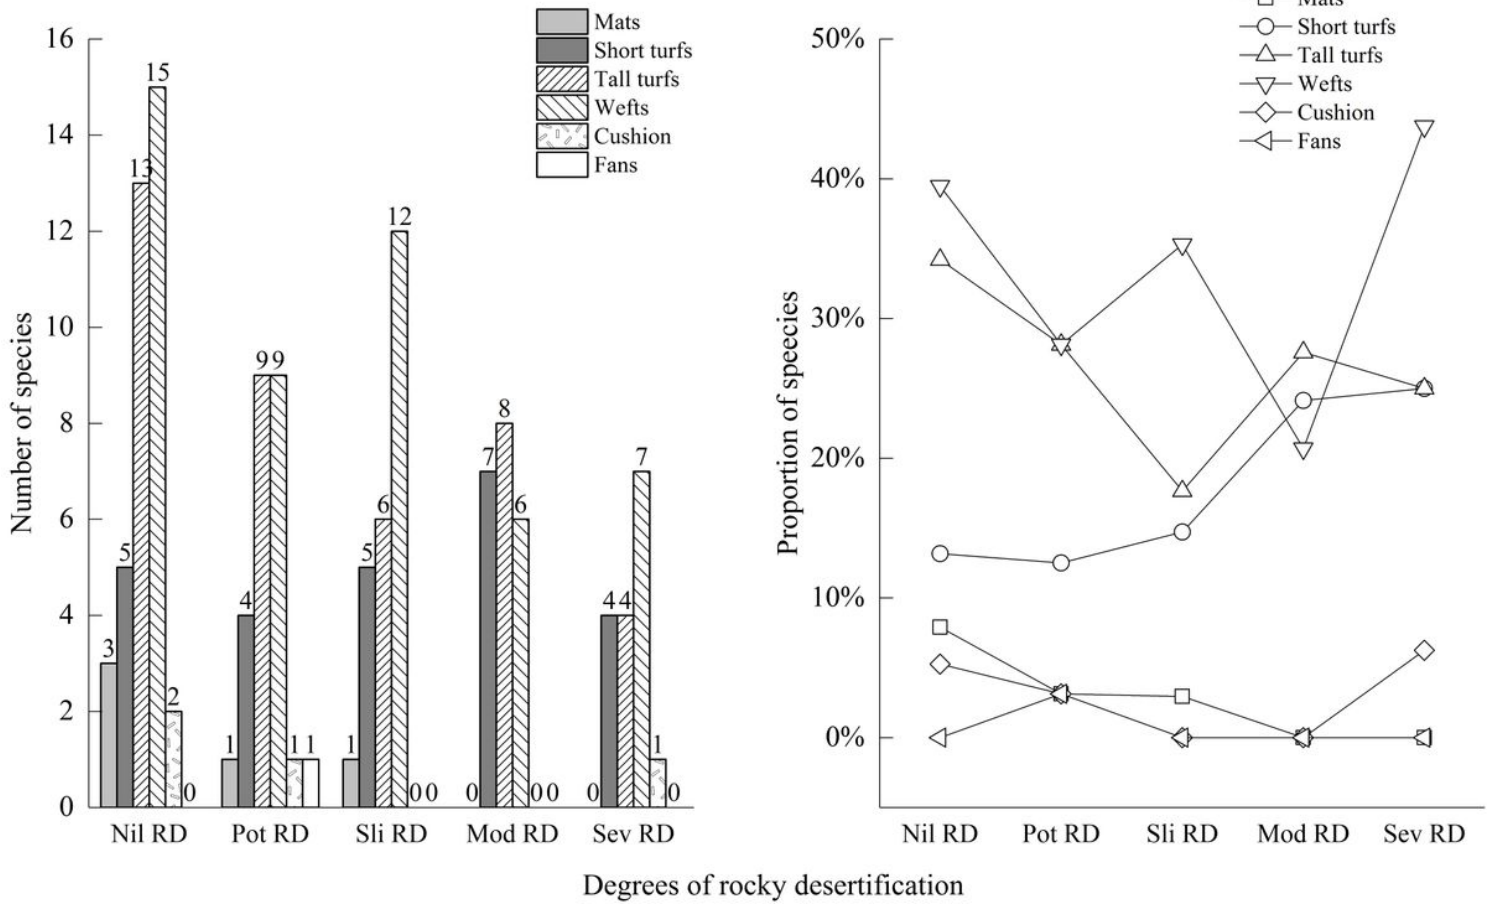 Mats
Short turfs
Tall turfs
Wefts
Cushion
Fans
16
14
12
10
8
6
4
2
0
Number of species
3 5 13 15 2 0
1 4 9 9 1 1
1 5 6 12 0 0
0 7 8 6 0 0
0 4 4 7 1 0
Nil RD Pot RD Sli RD Mod RD Sev RD
Mats
Short turfs
Tall turfs
Wefts
Cushion
Fans
50%
40%
30%
20%
10%
0%
Proportion of speecies
Nil RD Pot RD Sli RD Mod RD Sev RD
Degrees of rocky desertification